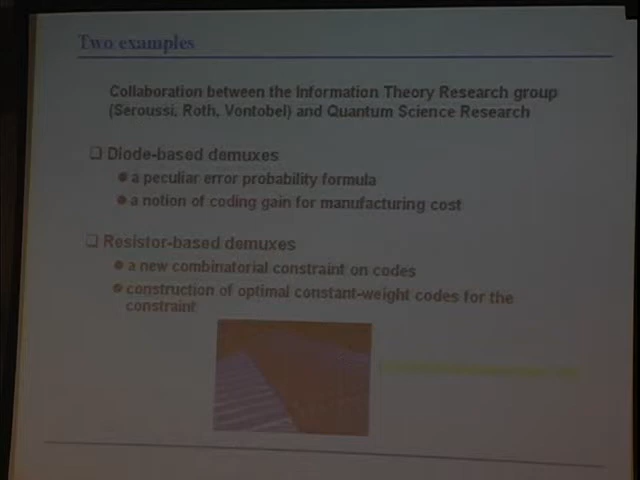 Two examples
Collaboration between the Information Theory Research group
(Seroussi, Roth, Vontobel) and Quantum Science Research
Diode-based demuxes
a peculiar error probability formula
a notion of coding gain for manufacturing cost
Resistor-based demuxes
a new combinatorial constraint on codes
construction of optimal constant-weight codes for the
constraint